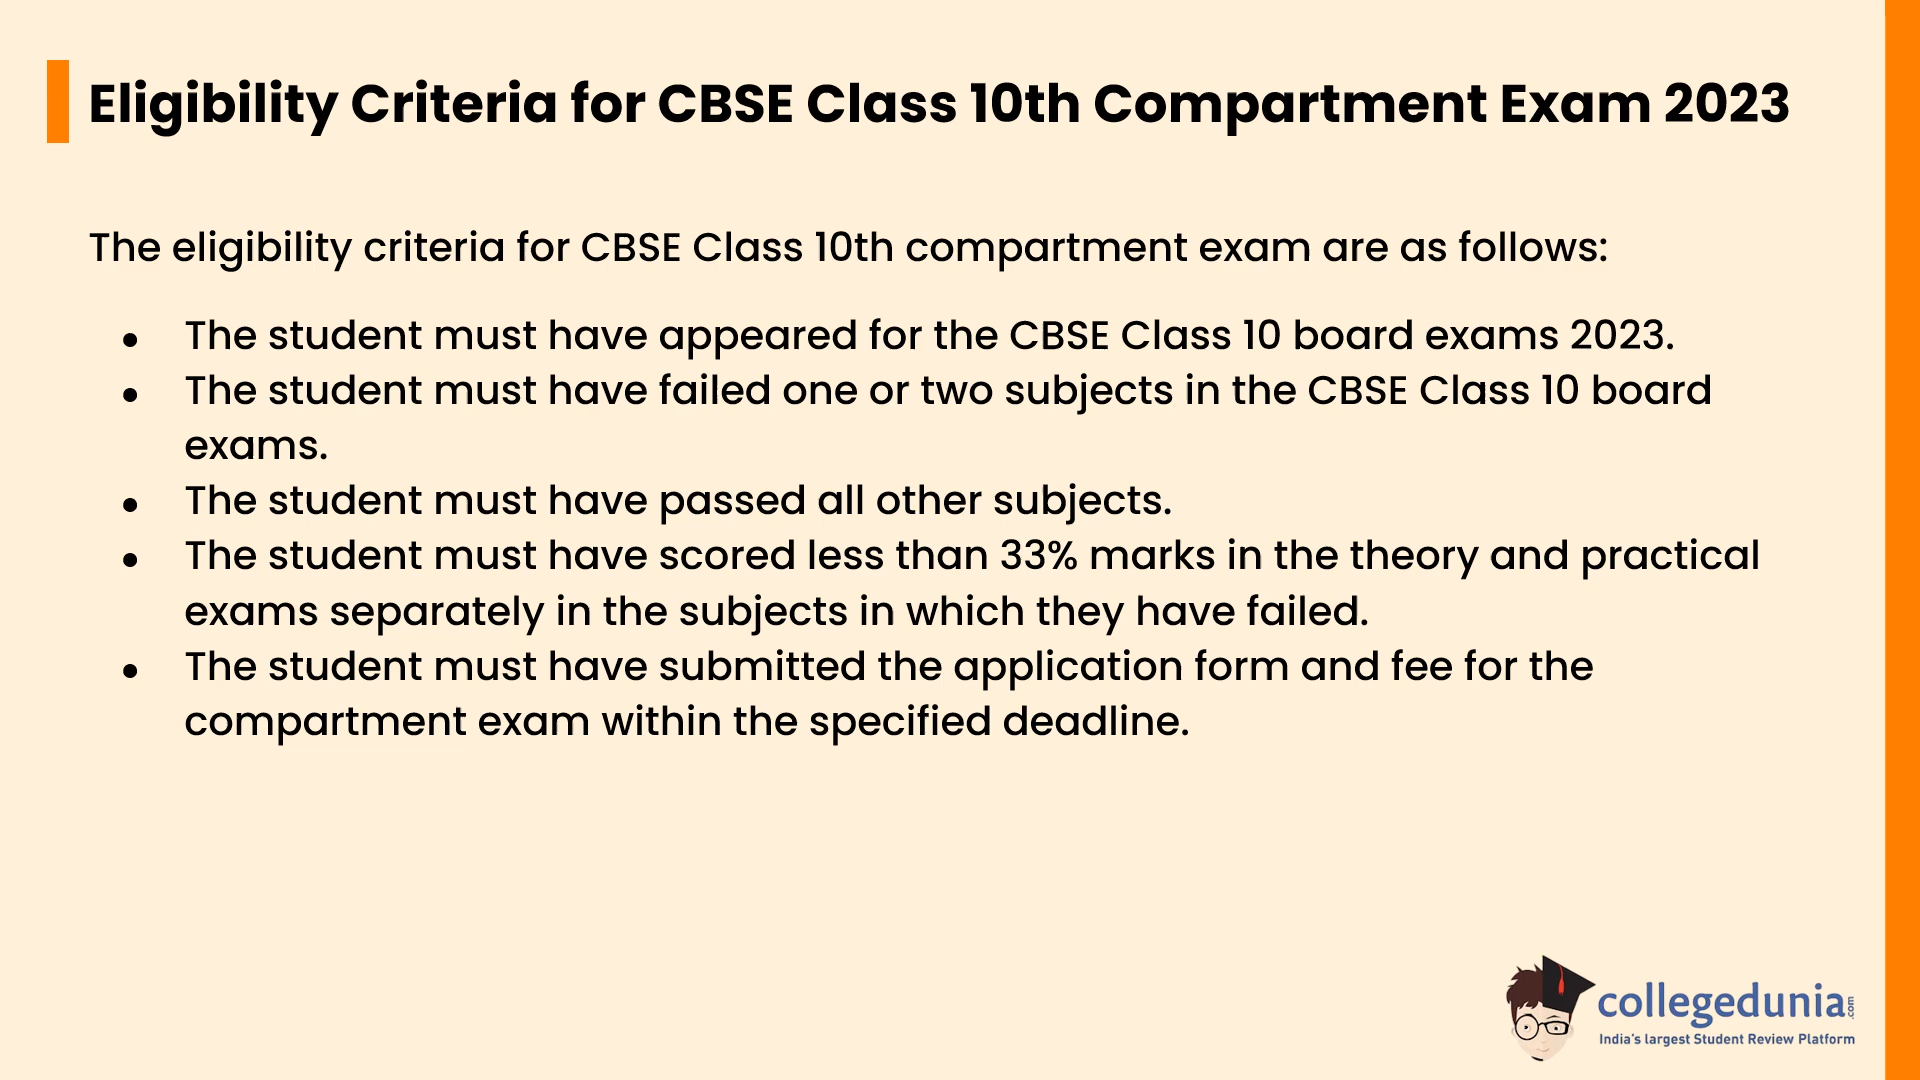 Eligibility Criteria for CBSE Class 10th Compartment Exam 2023
The eligibility criteria for CBSE Class 10th compartment exam are as follows:
● The student must have appeared for the CBSE Class 10 board exams 2023.
● The student must have failed one or two subjects in the CBSE Class 10 board
exams.
● The student must have passed all other subjects.
● The student must have scored less than 33% marks in the theory and practical
exams separately in the subjects in which they have failed.
● The student must have submitted the application form and fee for the
compartment exam within the specified deadline.
collegedunia.com
India's largest Student Review Platform